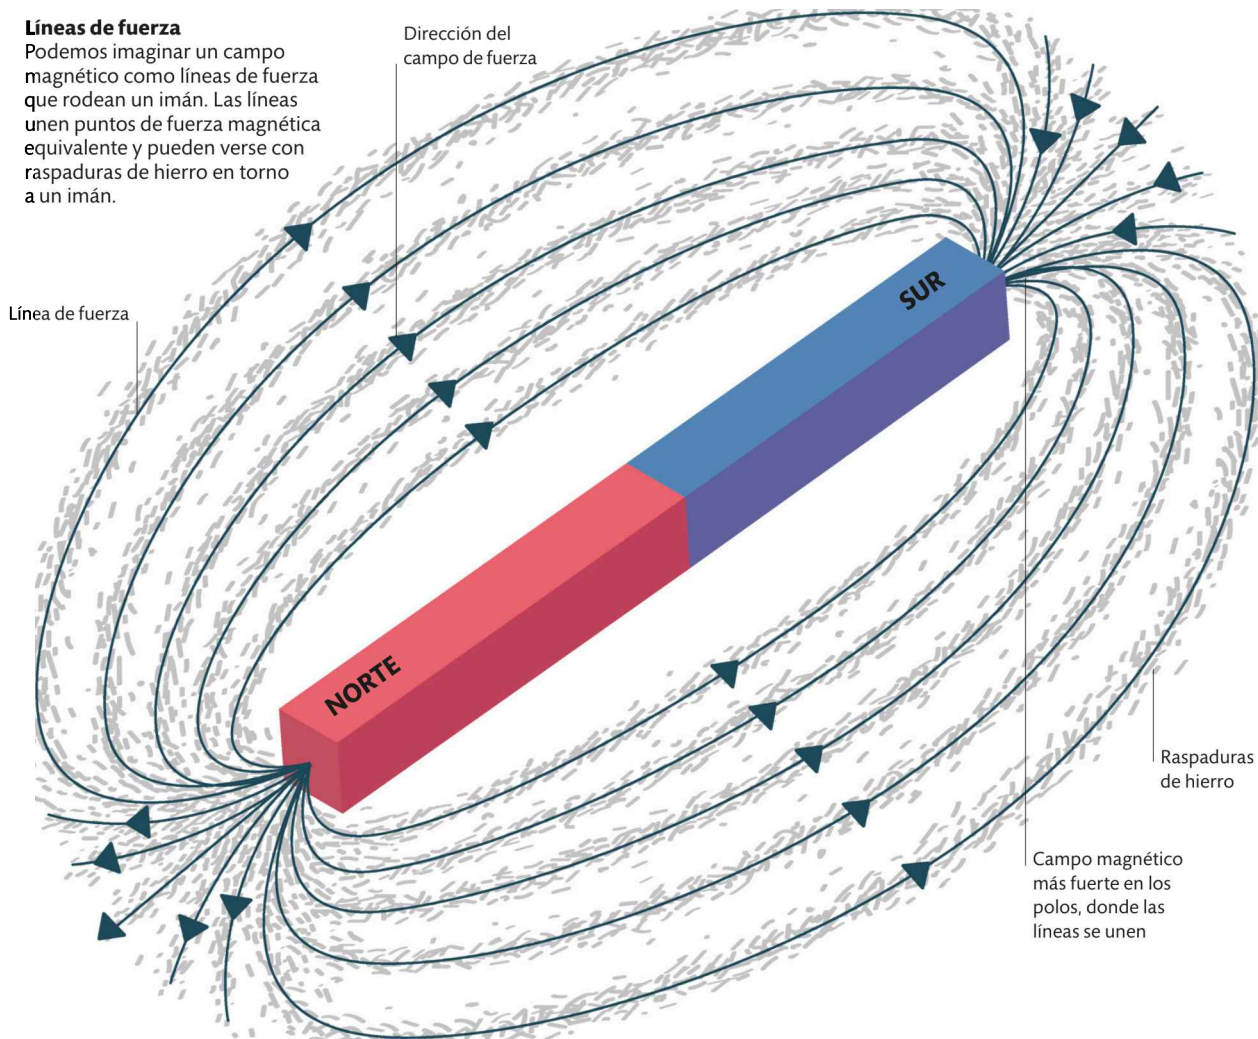 Líneas de fuerza
Podemos imaginar un campo
magnético como líneas de fuerza
que rodean un imán. Las líneas
unen puntos de fuerza magnética
equivalente y pueden verse con
raspaduras de hierro en torno
a un imán.
Dirección del
campo de fuerza
Línea de fuerza
SUR
NORTE
Raspaduras
de hierro
Campo magnético
más fuerte en los
polos, donde las
líneas se unen